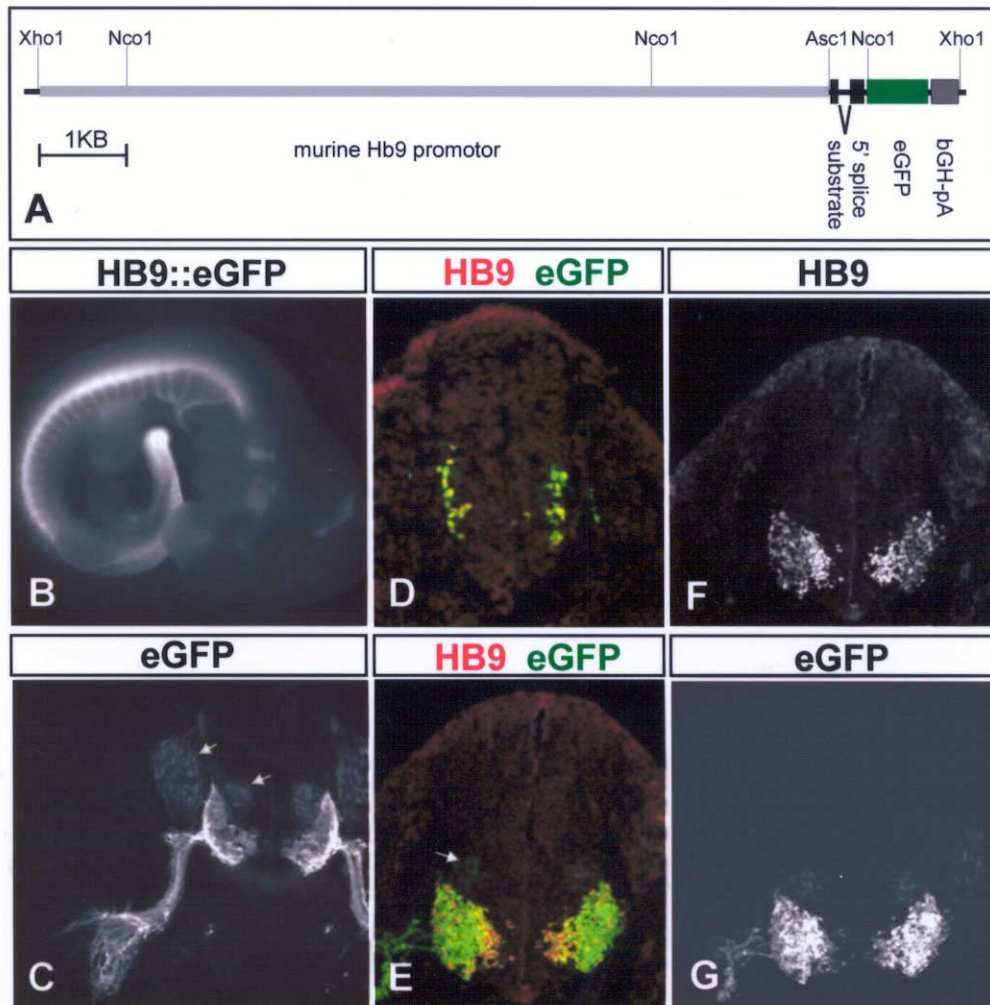 Xho1 Nco1 Nco1 Asc1 Nco1 Xho1
1KB
murine Hb9 promotor
substrate
5' splice
eGFP
bGH-pA
A
HB9::eGFP
HB9 eGFP
HB9
B
D
F
eGFP
HB9 eGFP
eGFP
C
E
G